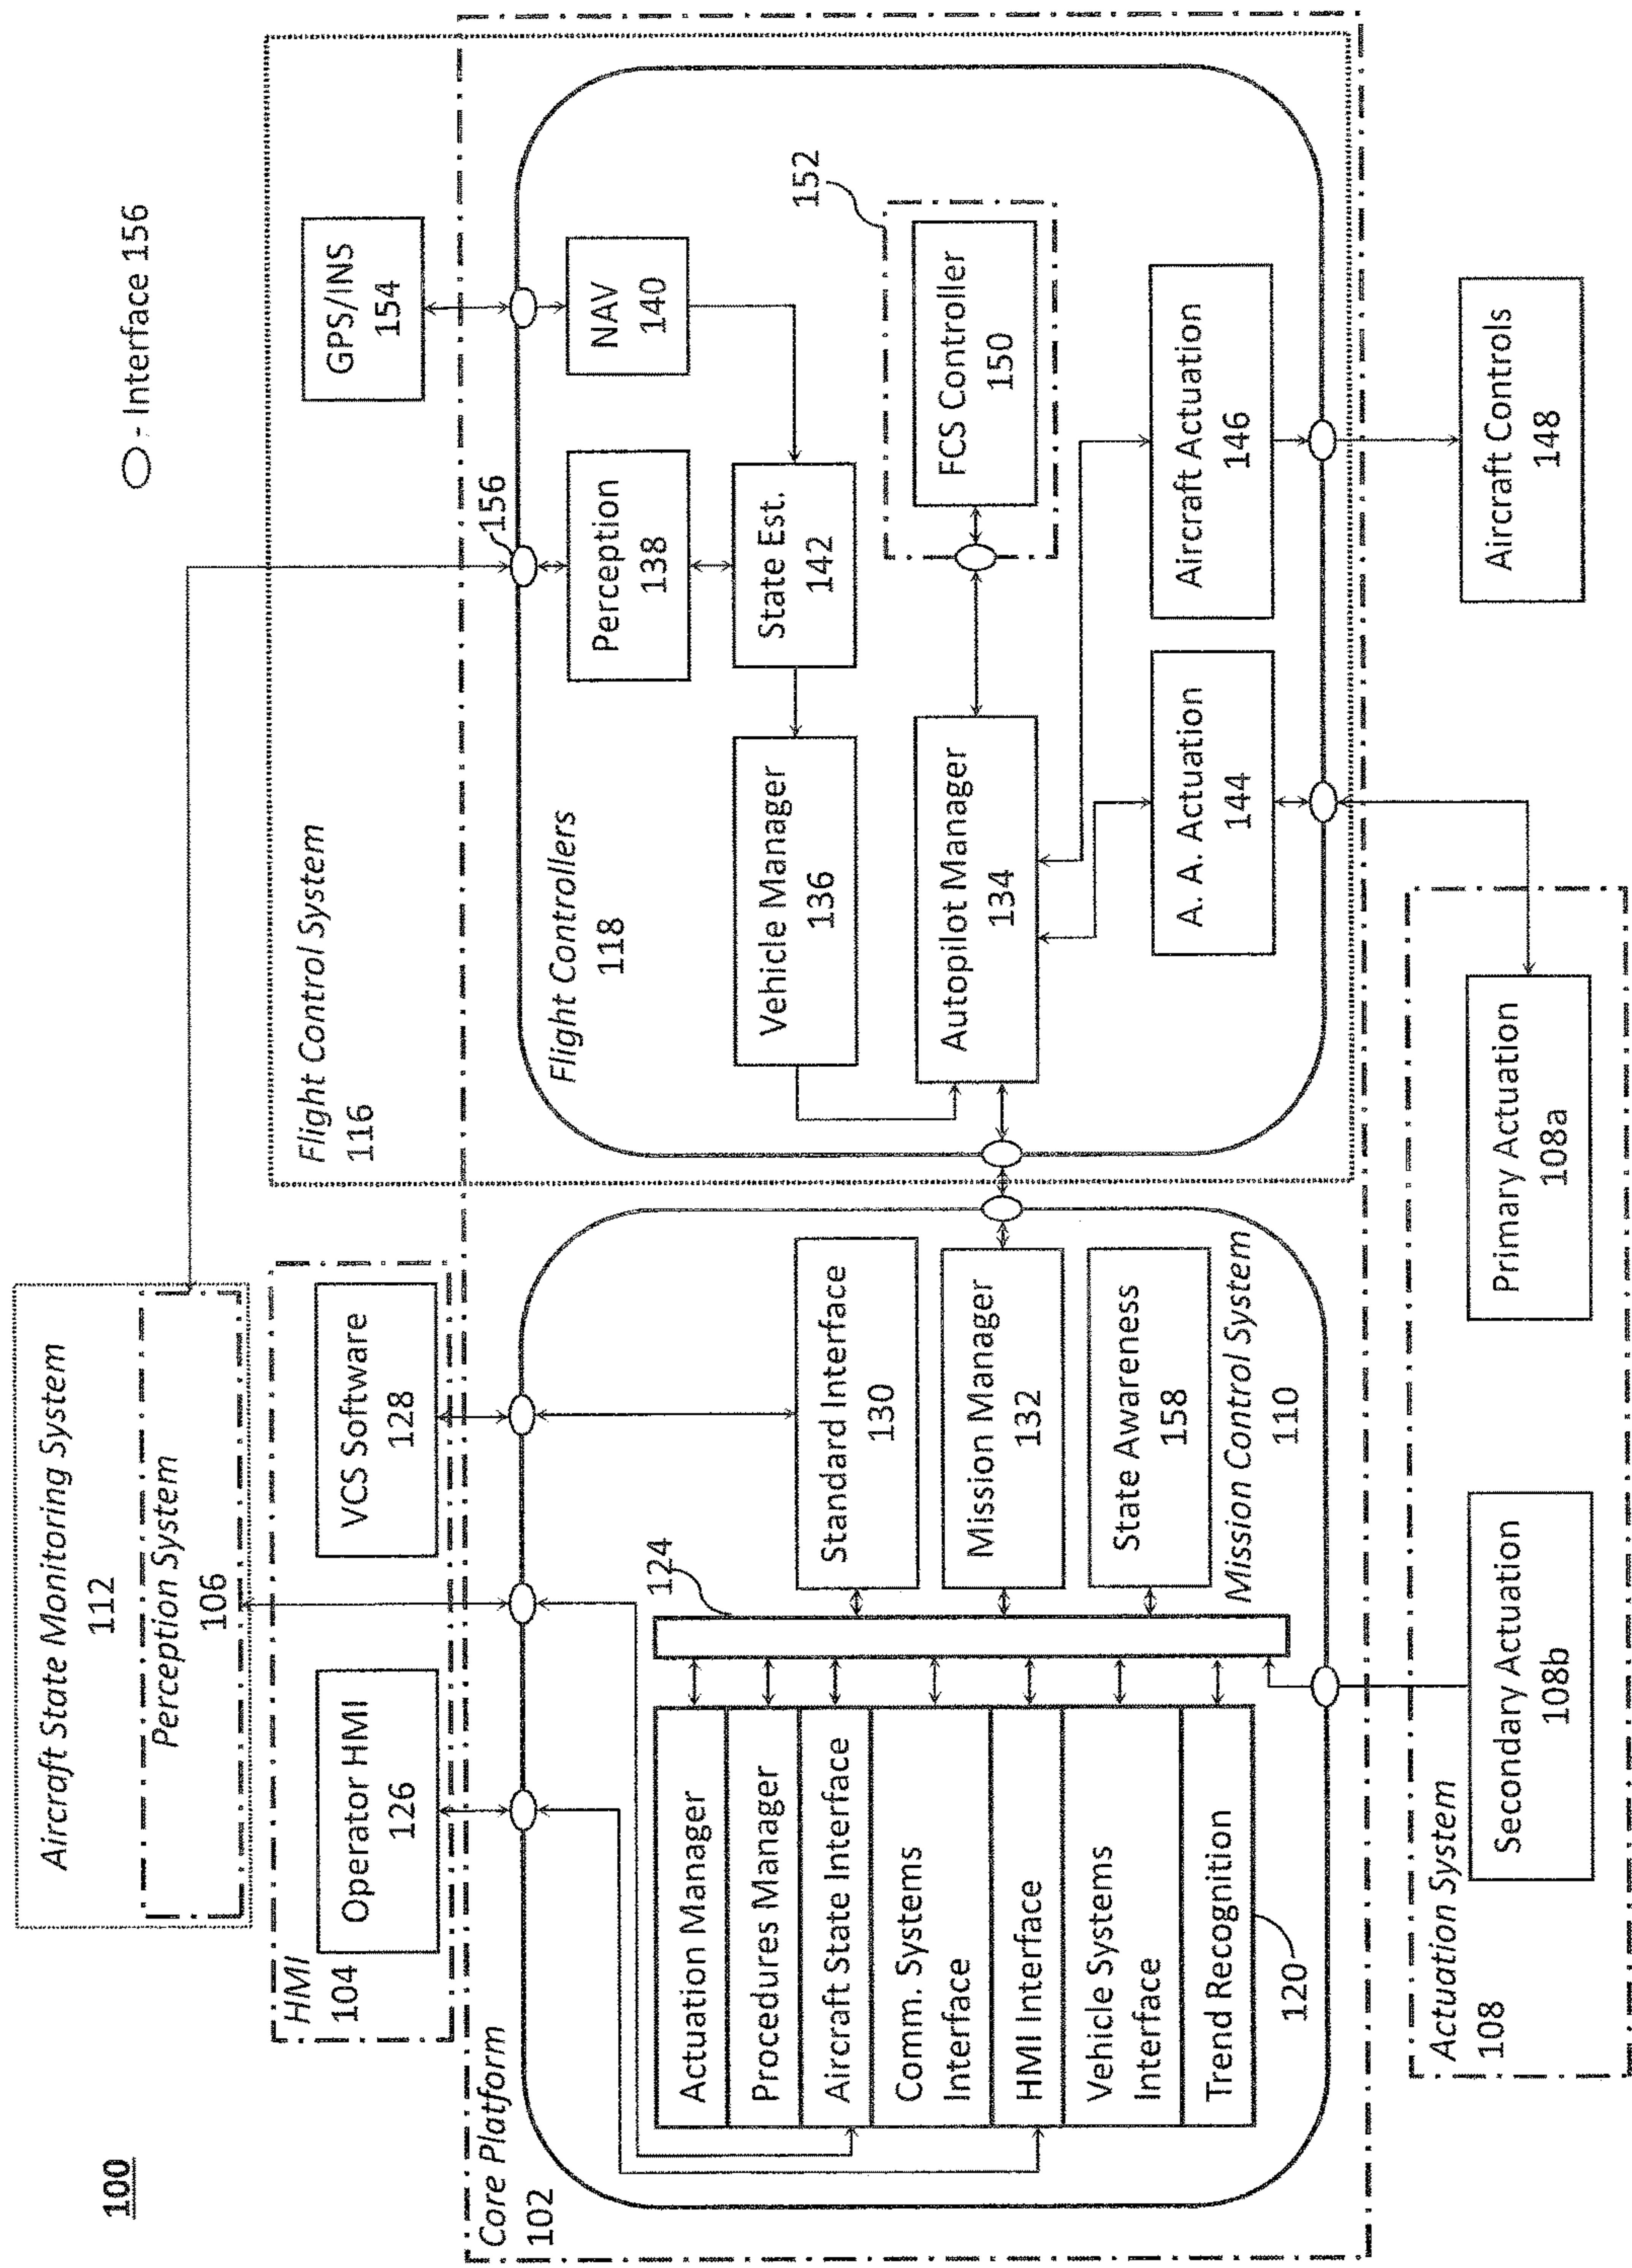 100
Aircraft State Monitoring System
112
Perception System
106
- Interface 156
HMI
104
Operator HMI
126
VCS Software
128
Flight Control System
116
GPS/INS
154
Core Platform
102
156
Flight Controllers
118
Perception
138
NAV
140
124
Actuation Manager
Procedures Manager
Aircraft State Interface
Comm. Systems
Interface
HMI Interface
Vehicle Systems
Interface
Trend Recognition
120
Standard Interface
130
Mission Manager
132
State Awareness
158
Mission Control System
110
Vehicle Manager
136
State Est.
142
152
Autopilot Manager
134
FCS Controller
150
A. A. Actuation
144
Aircraft Actuation
146
Actuation System
108
Secondary Actuation
108b
Primary Actuation
108a
Aircraft Controls
148